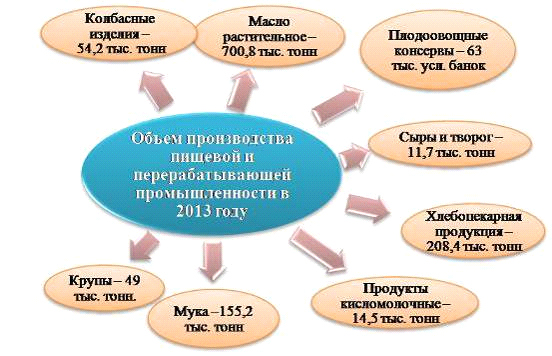 Колбасные
изделия –
54,2 тыс. тонн
Масло
растительное –
700,8 тыс. тонн
Плодоовощные
консервы – 63
тыс. усл. банок
Объем производства
пищевой и
перерабатывающей
промышленности в
2013 году
Сыры и творог –
11,7 тыс. тонн
Хлебопекарная
продукция –
208,4 тыс. тонн
Крупы – 49
тыс. тонн.
Мука –155,2
тыс. тонн
Продукты
кисломолочные –
14,5 тыс. тонн